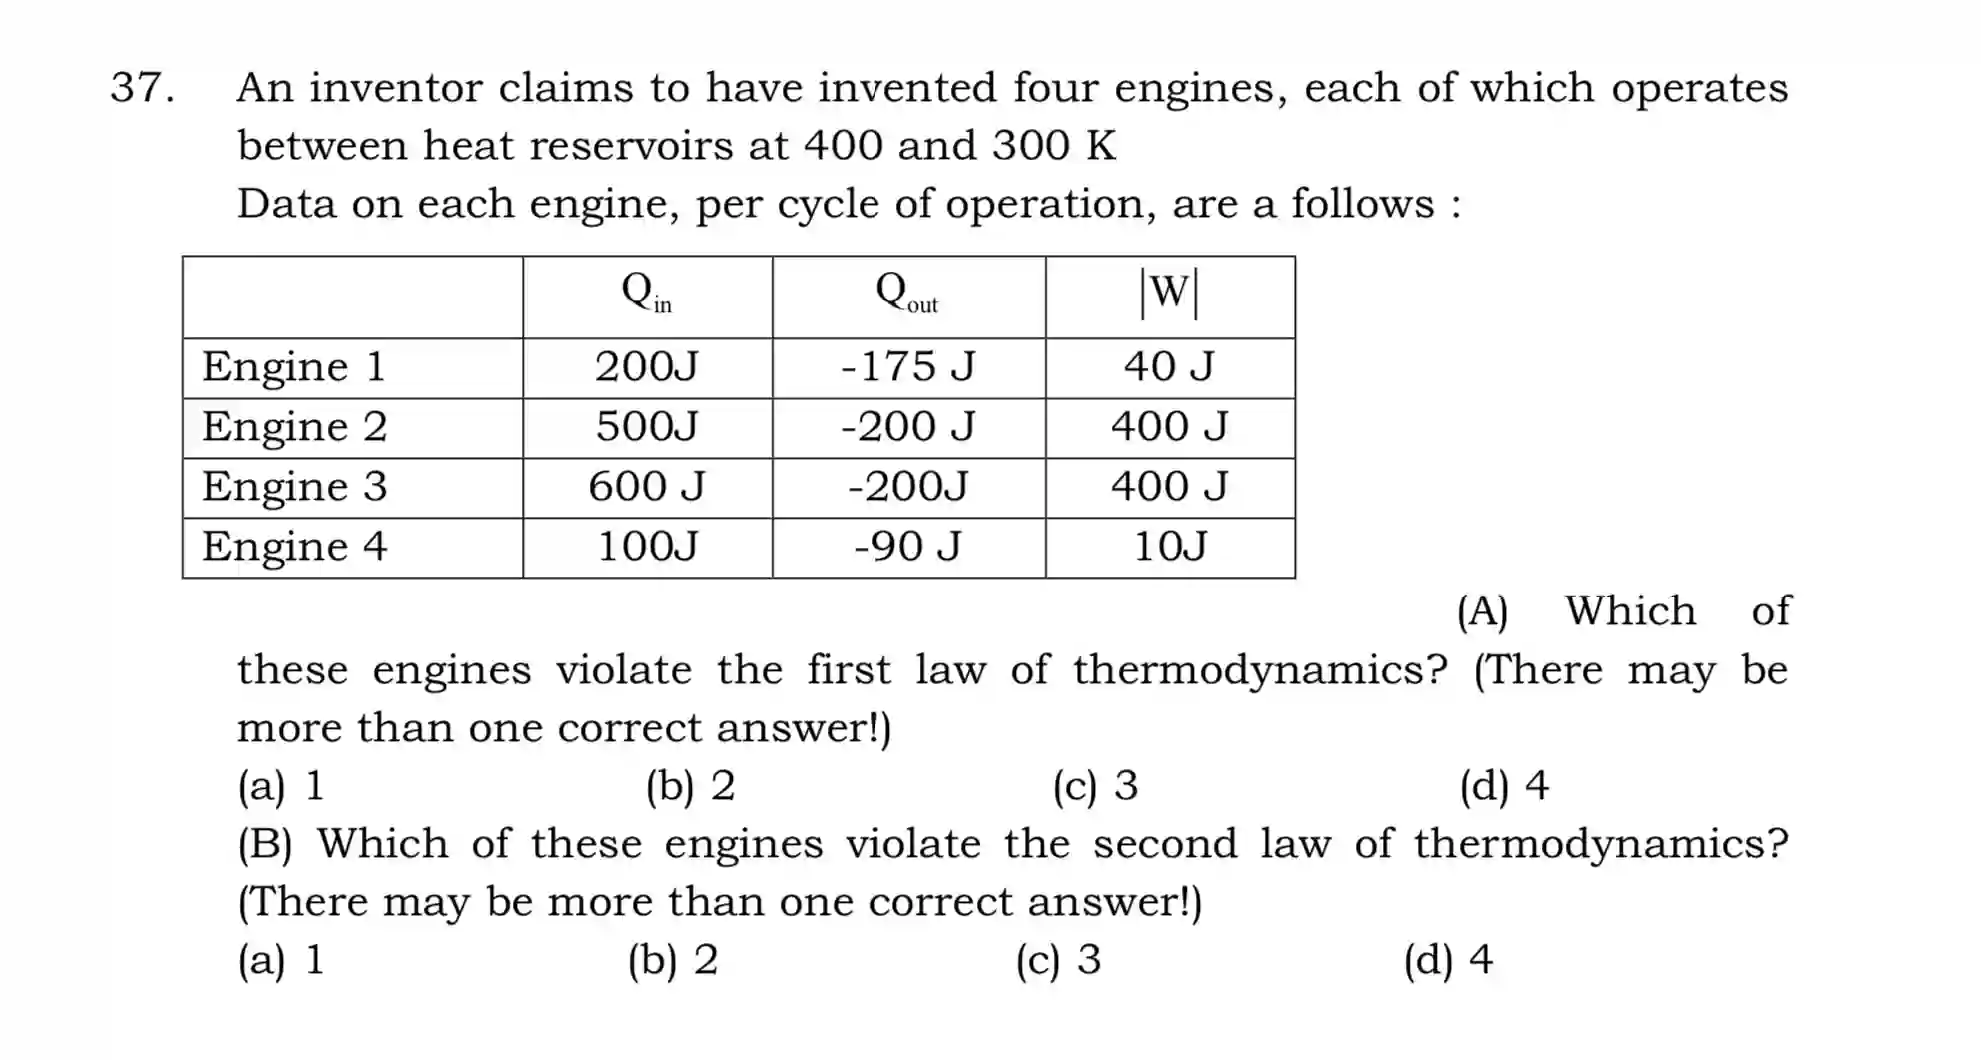 37. An inventor claims to have invented four engines, each of which operates
between heat reservoirs at 400 and 300 K
Data on each engine, per cycle of operation, are a follows :
Q_in Q_out |W|
Engine 1 200J -175 J 40 J
Engine 2 500J -200 J 400 J
Engine 3 600 J -200J 400 J
Engine 4 100J -90 J 10J
(A) Which of
these engines violate the first law of thermodynamics? (There may be
more than one correct answer!)
(a) 1 (b) 2 (c) 3 (d) 4
(B) Which of these engines violate the second law of thermodynamics?
(There may be more than one correct answer!)
(a) 1 (b) 2 (c) 3 (d) 4